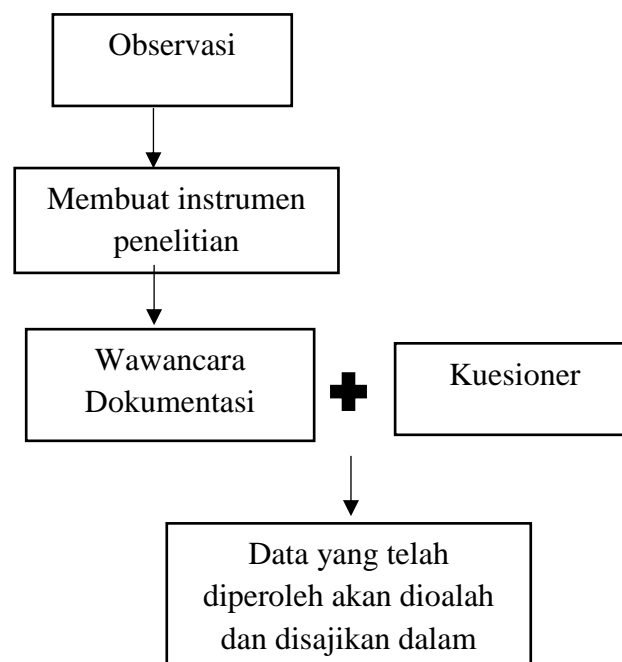 Observasi
Membuat instrumen
penelitian
Wawancara
Dokumentasi
Kuesioner
Data yang telah
diperoleh akan dioalah
dan disajikan dalam